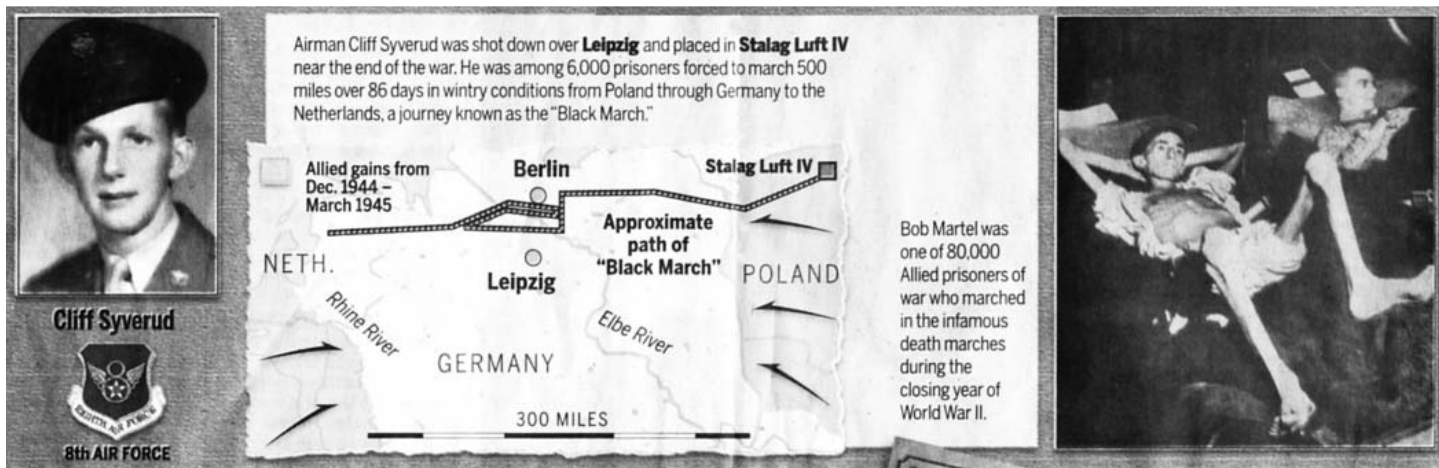 Airman Cliff Syverud was shot down over Leipzig and placed in Stalag Luft IV
near the end of the war. He was among 6,000 prisoners forced to march 500
miles over 86 days in wintry conditions from Poland through Germany to the
Netherlands, a journey known as the “Black March.”
Allied gains from
Dec. 1944 –
March 1945
Berlin
Stalag Luft IV
Approximate
path of
“Black March”
NETH.
Leipzig
POLAND
Rhine River
Elbe River
GERMANY
300 MILES
Cliff Syverud
EIGHTH AIR FORCE
8th AIR FORCE
Bob Martel was
one of 80,000
Allied prisoners of
war who marched
in the infamous
death marches
during the
closing year of
World War II.